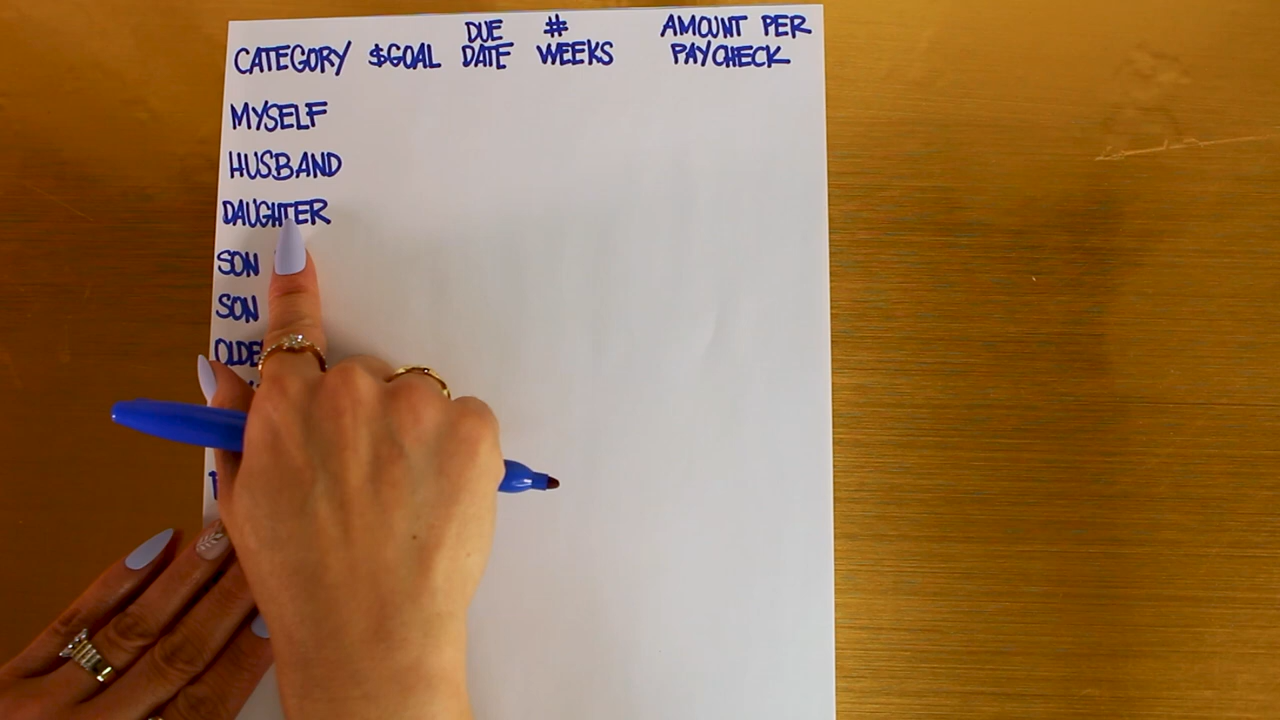 CATEGORY $GOAL DUE DATE # WEEKS AMOUNT PER PAYCHECK
MYSELF
HUSBAND
DAUGHTER
SON
SON